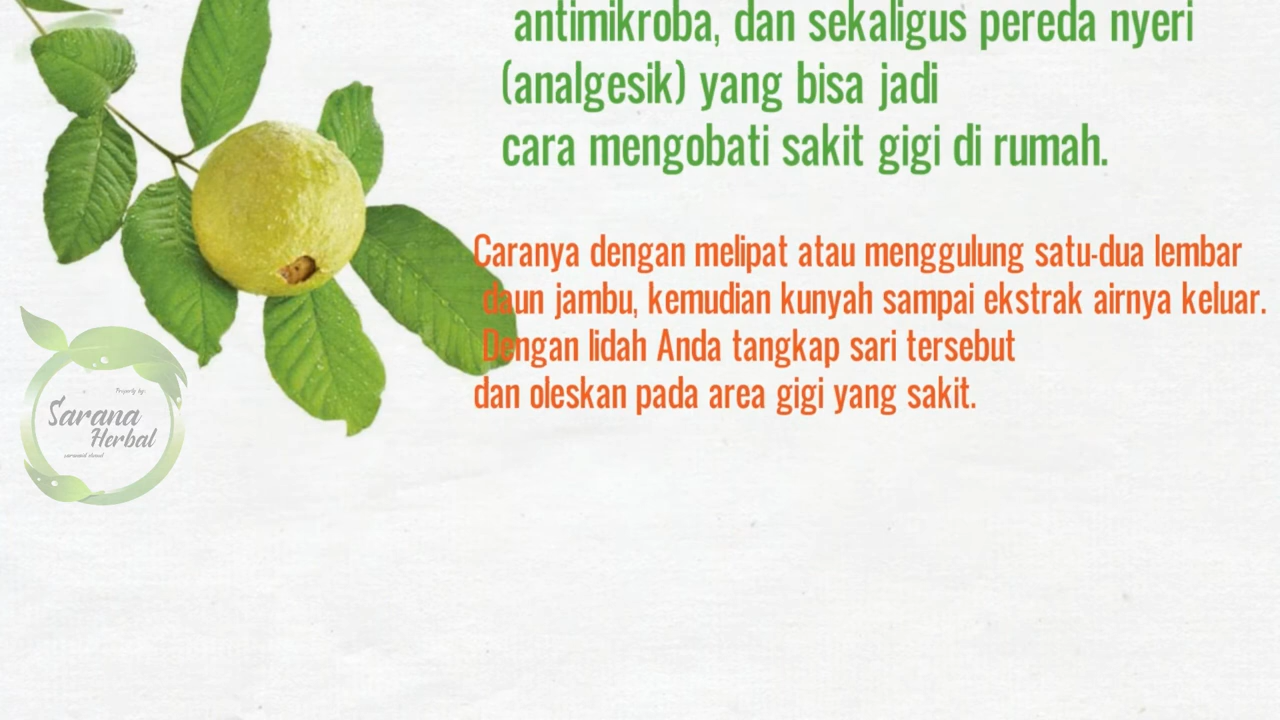 antimikroba, dan sekaligus pereda nyeri
(analgesik) yang bisa jadi
cara mengobati sakit gigi di rumah.
Caranya dengan melipat atau menggulung satu-dua lembar
daun jambu, kemudian kunyah sampai ekstrak airnya keluar.
Dengan lidah Anda tangkap sari tersebut
dan oleskan pada area gigi yang sakit.
Property by:
Sarana
Herbal